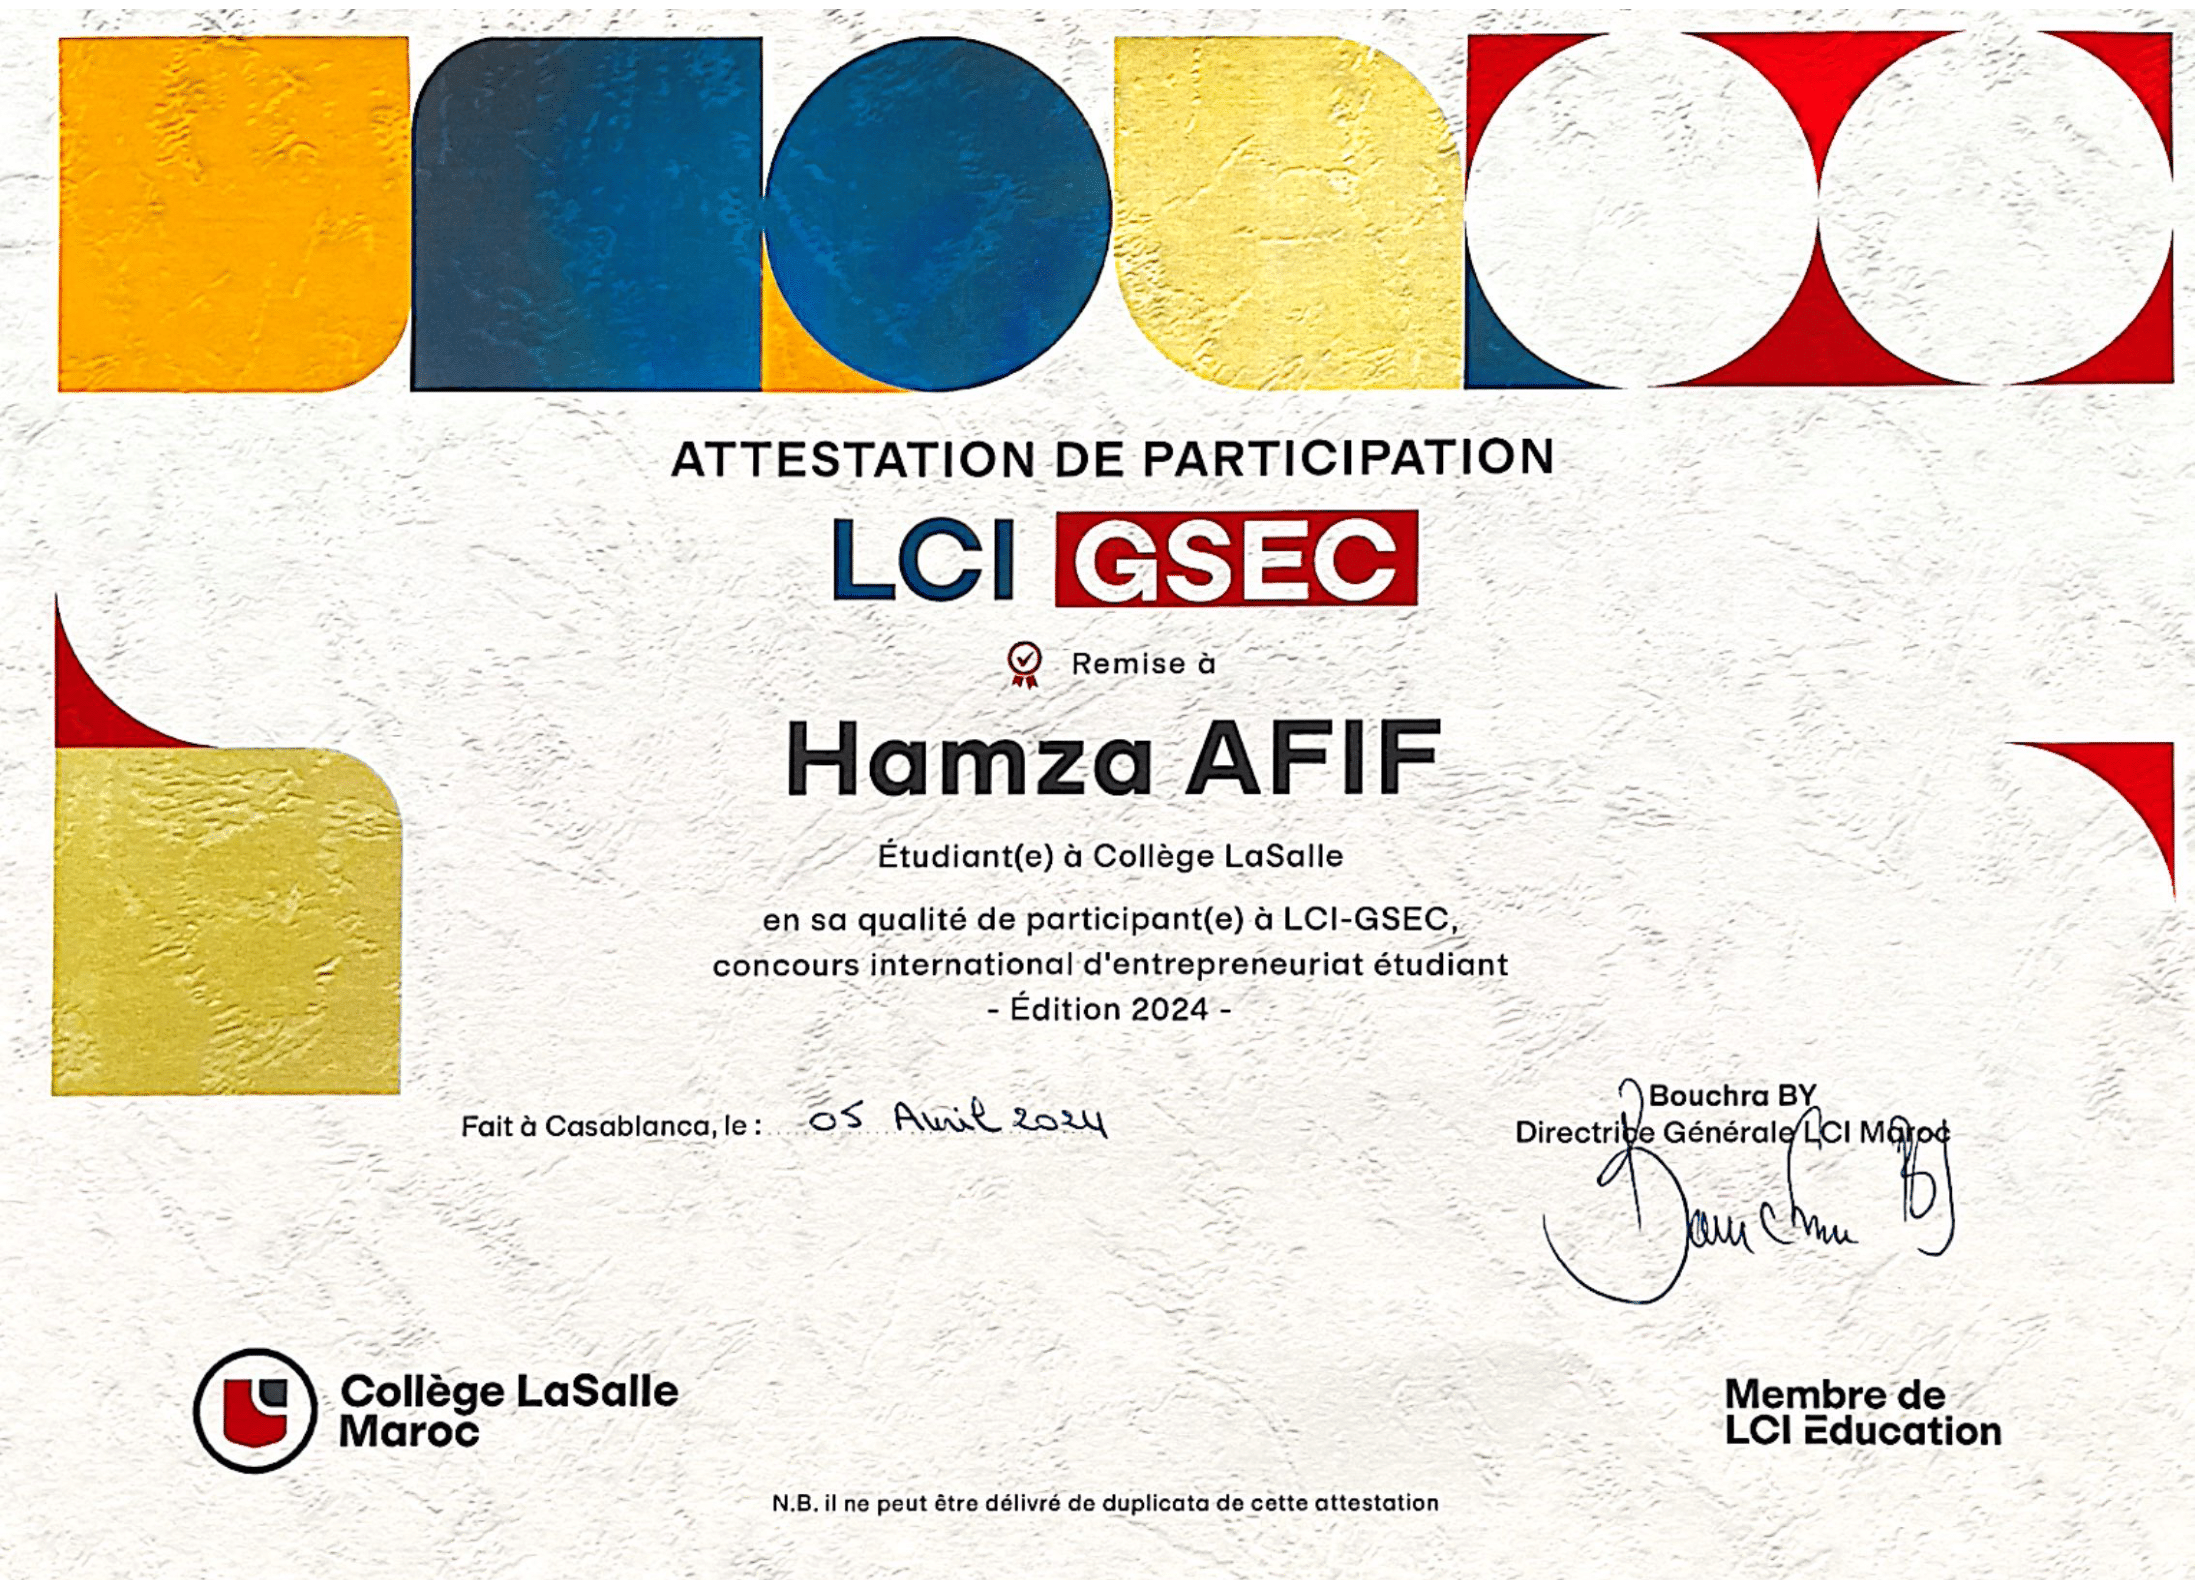 ATTESTATION DE PARTICIPATION
LCI GSEC
Remise à
Hamza AFIF
Étudiant(e) à Collège LaSalle
en sa qualité de participant(e) à LCI-GSEC,
concours international d'entrepreneuriat étudiant
- Édition 2024 -
Fait à Casablanca, le : 05 Avril 2024
Bouchra BY
Directrice Générale LCI Maroc
Bouchra By
Collège LaSalle
Maroc
Membre de
LCI Education
N.B. il ne peut être délivré de duplicata de cette attestation